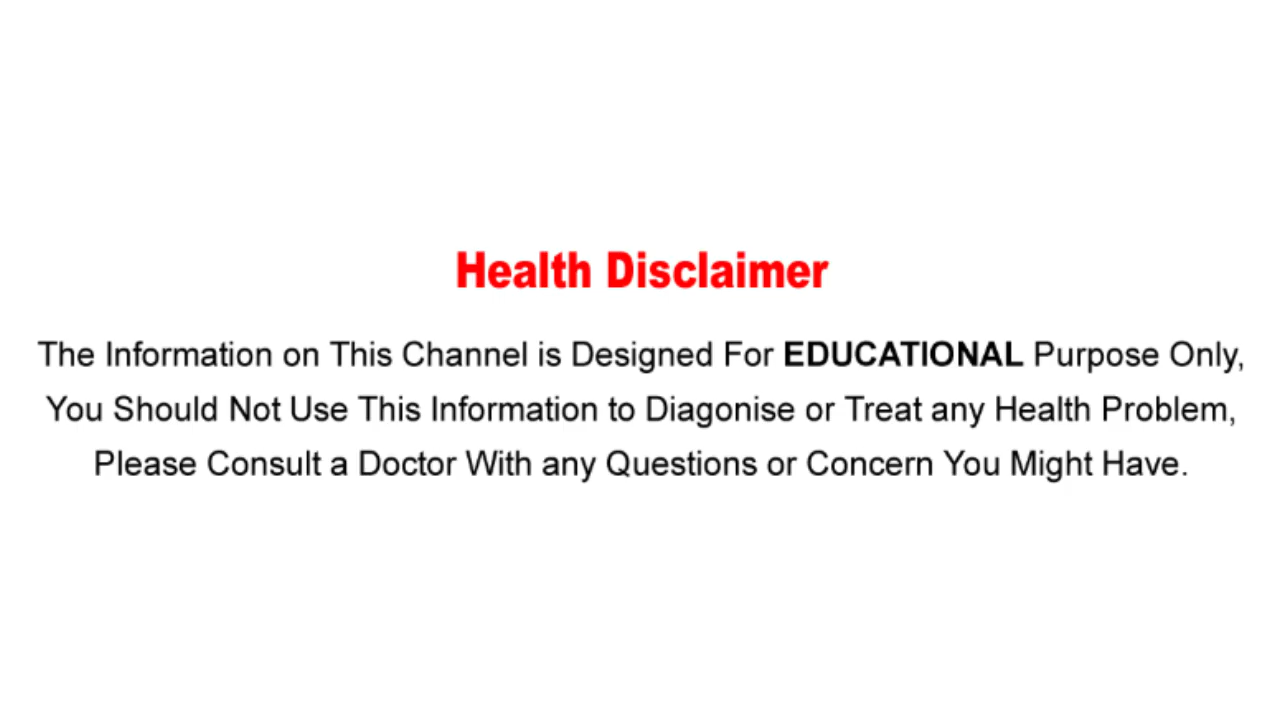 Health Disclaimer
The Information on This Channel is Designed For EDUCATIONAL Purpose Only,
You Should Not Use This Information to Diagonise or Treat any Health Problem,
Please Consult a Doctor With any Questions or Concern You Might Have.